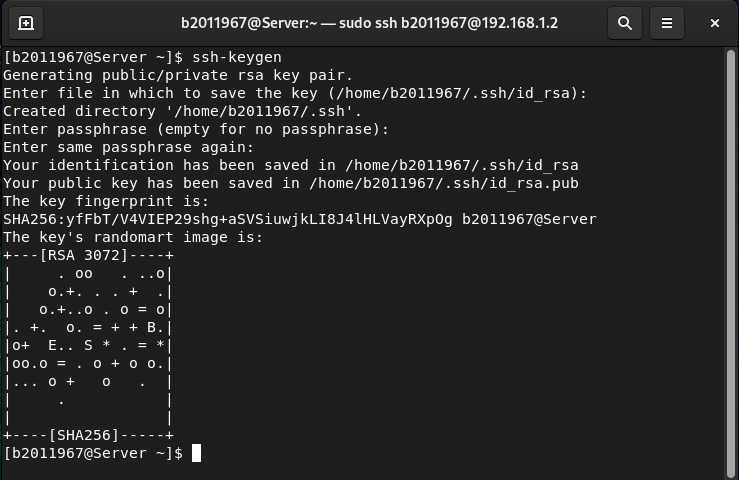 b2011967@Server:~ — sudo ssh b2011967@192.168.1.2
[b2011967@Server ~]$ ssh-keygen
Generating public/private rsa key pair.
Enter file in which to save the key (/home/b2011967/.ssh/id_rsa):
Created directory '/home/b2011967/.ssh'.
Enter passphrase (empty for no passphrase):
Enter same passphrase again:
Your identification has been saved in /home/b2011967/.ssh/id_rsa
Your public key has been saved in /home/b2011967/.ssh/id_rsa.pub
The key fingerprint is:
SHA256:yfFbT/V4VIEP29shg+aSVSiuwjkLI8J4lHLVayRXpOg b2011967@Server
The key's randomart image is:
+---[RSA 3072]----+
|     . oo   . ..o|
|    o.+. . . +  .|
|   o.+..o . o = o|
|. +.  o. = + + B.|
|o+  E.. S * . = *|
|oo.o = . o + o o.|
|... o +   o   .  |
|     .           |
|                 |
+----[SHA256]-----+
[b2011967@Server ~]$